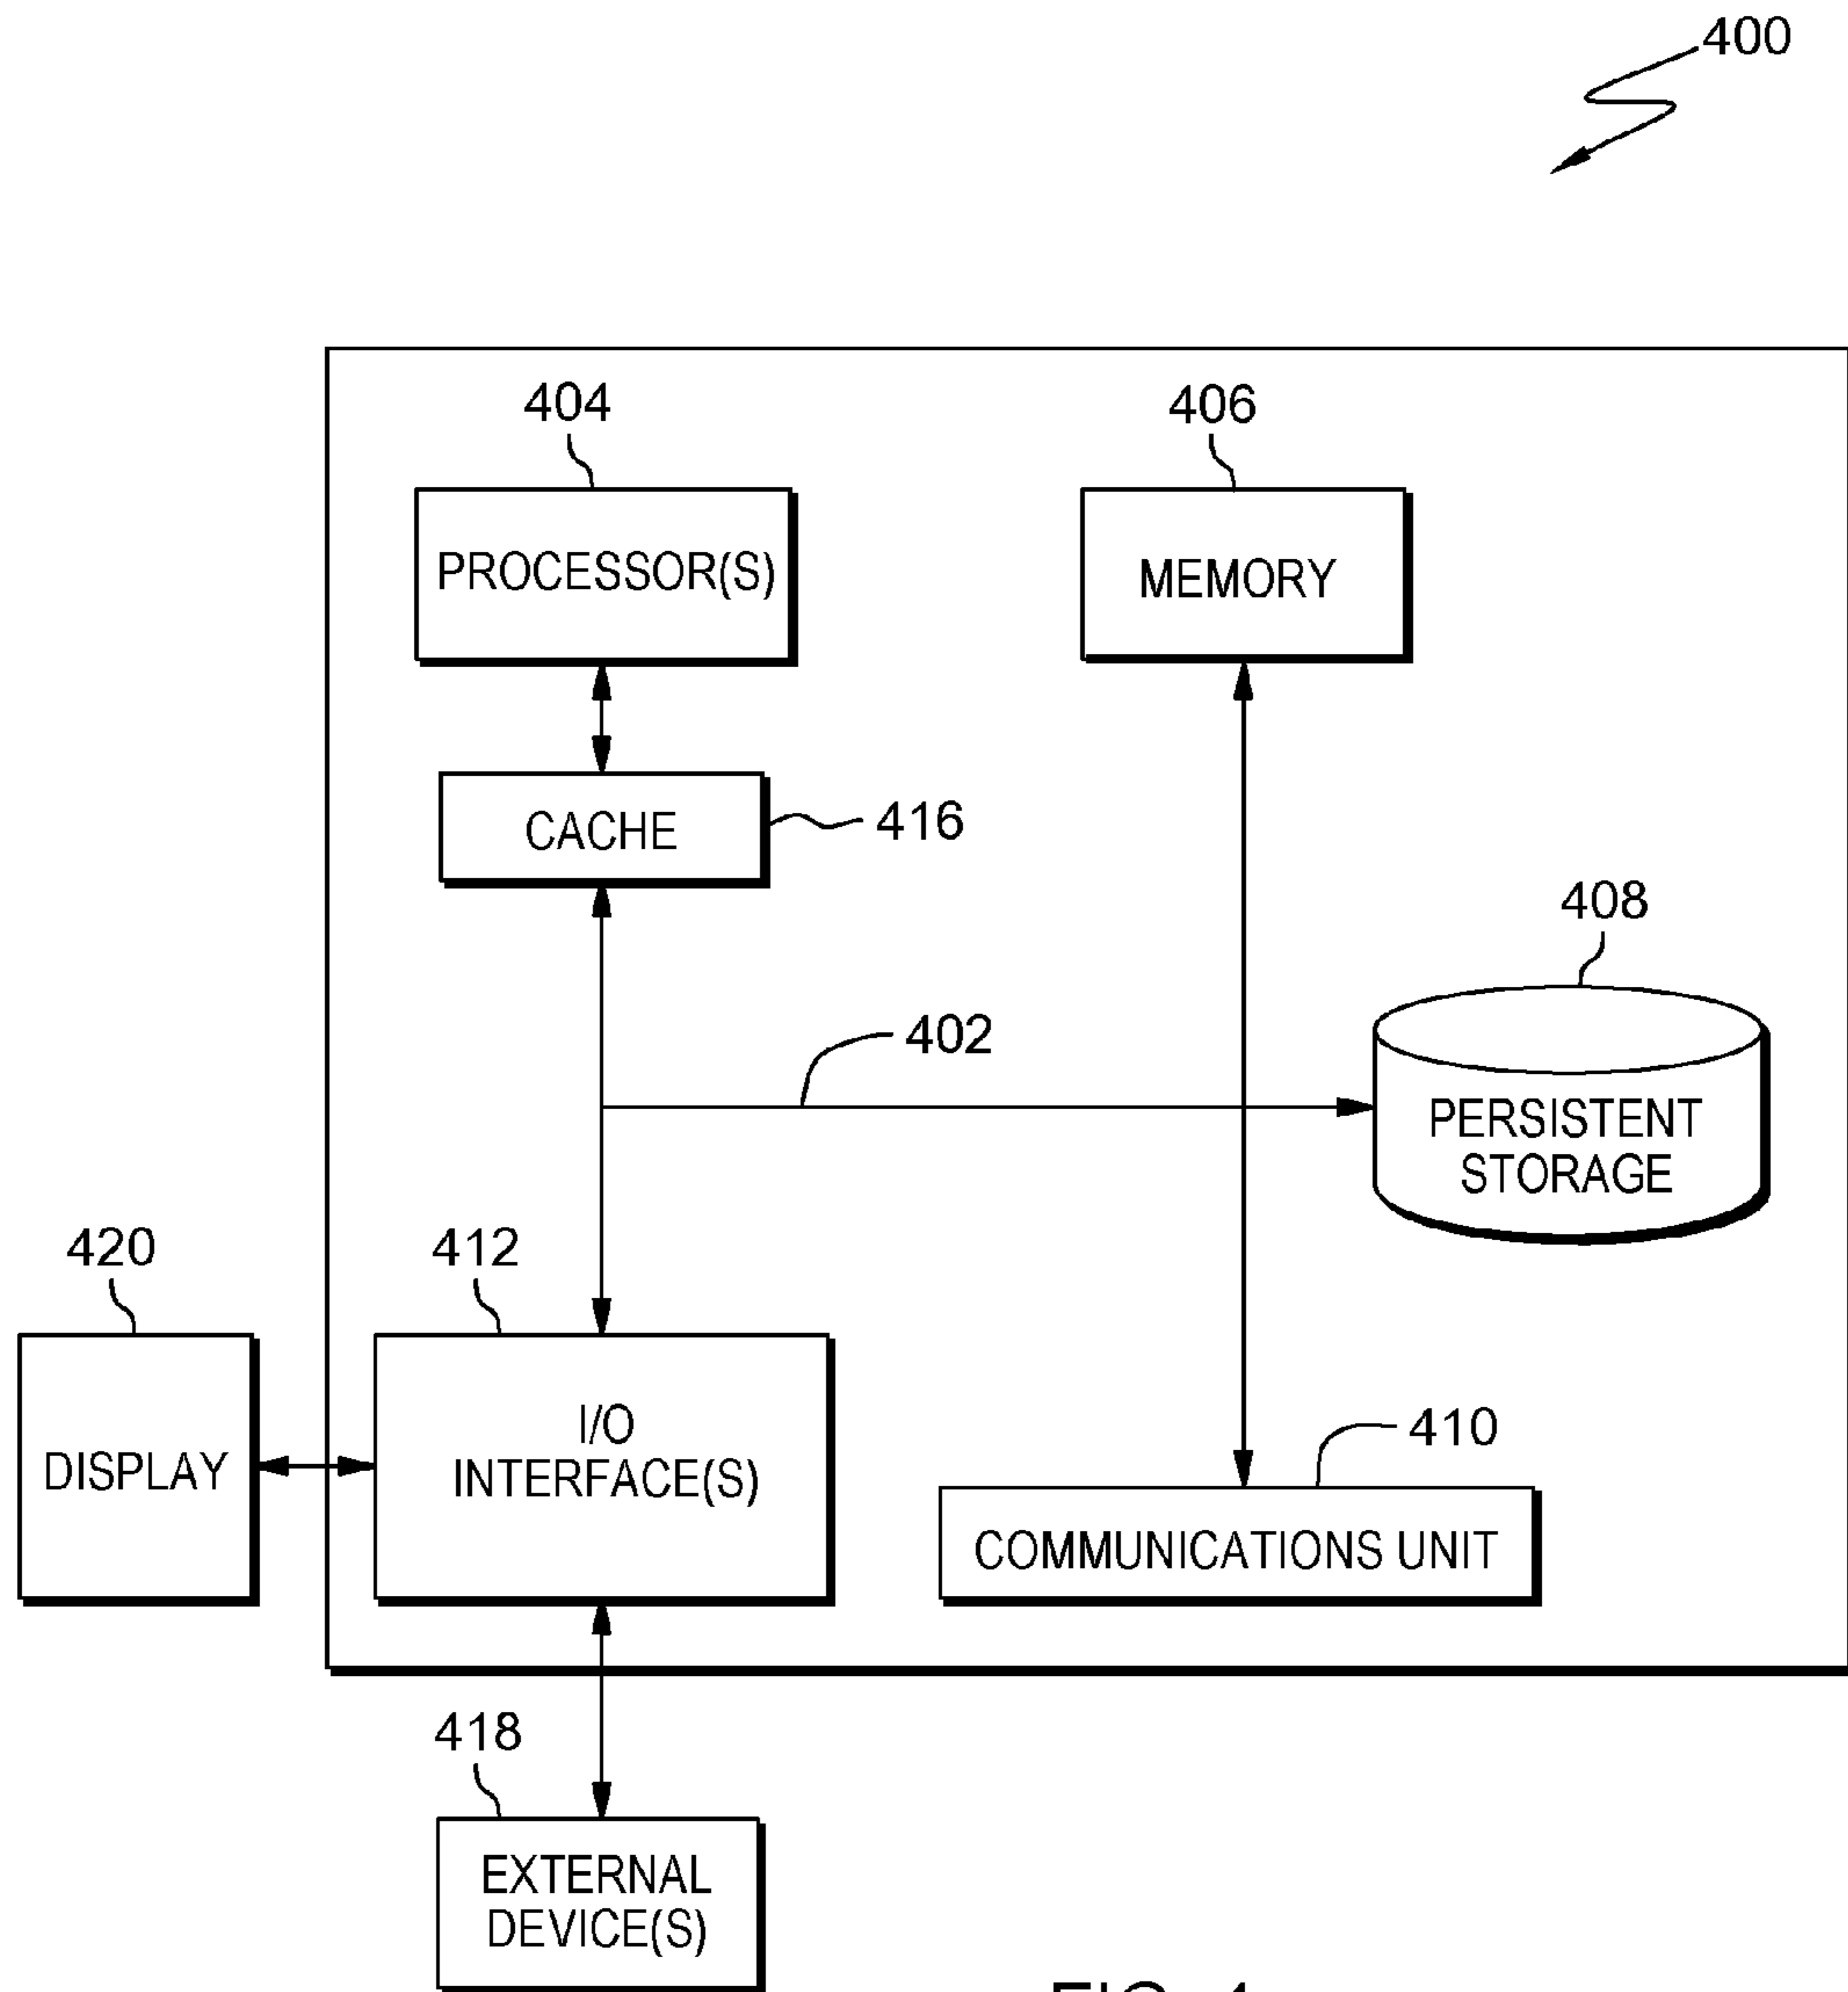 400
404
406
PROCESSOR(S)
MEMORY
CACHE
416
408
402
PERSISTENT
STORAGE
420
412
I/O
INTERFACE(S)
DISPLAY
410
COMMUNICATIONS UNIT
418
EXTERNAL
DEVICE(S)